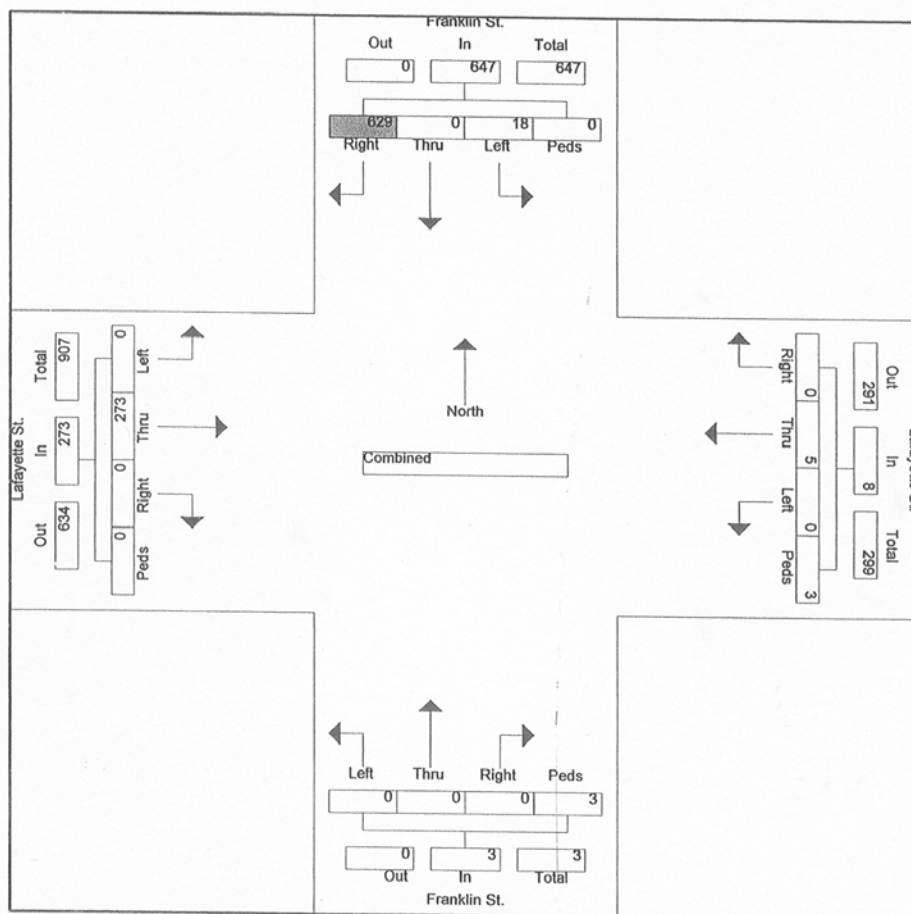 Franklin St.
Out In Total
0 647 647
629 0 18 0
Right Thru Left Peds
Lafayette St.
Total In Out
907 273 634
0 273 0 0
Left Thru Right Peds
North
Combined
Right Thru Left Peds
0 5 0 3
Out In Total
291 8 299
Left Thru Right Peds
0 0 0 3
0 3 3
Out In Total
Franklin St.